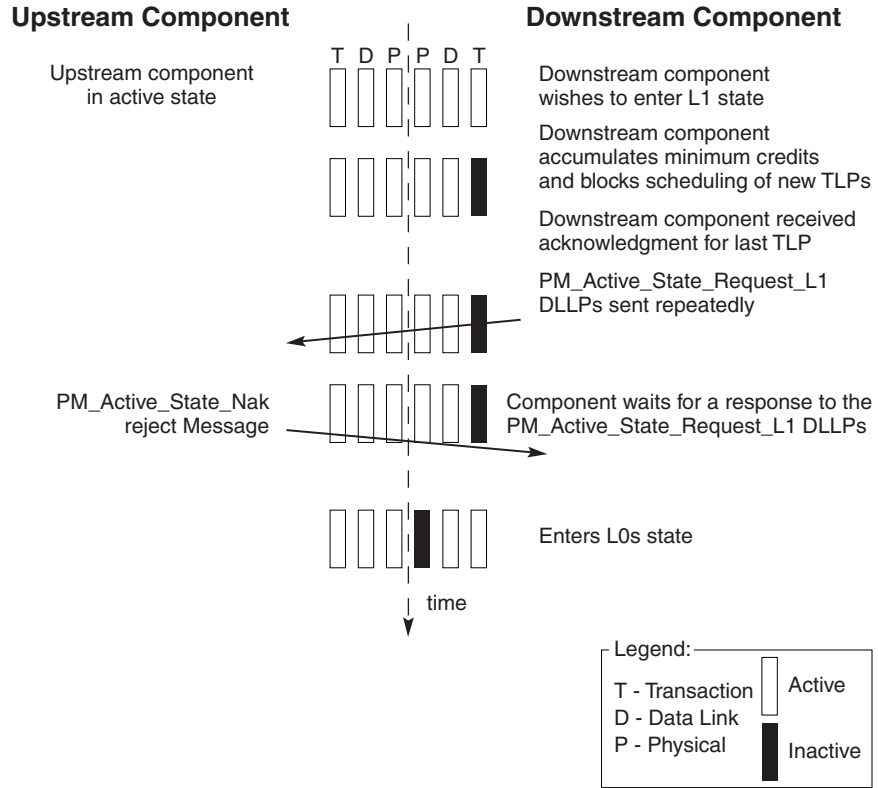 Upstream Component
Downstream Component
T D P P D T
Upstream component
in active state
Downstream component
wishes to enter L1 state
Downstream component
accumulates minimum credits
and blocks scheduling of new TLPs
Downstream component received
acknowledgment for last TLP
PM_Active_State_Request_L1
DLLPs sent repeatedly
PM_Active_State_Nak
reject Message
Component waits for a response to the
PM_Active_State_Request_L1 DLLPs
Enters L0s state
time
Legend:
T - Transaction
D - Data Link
P - Physical
Active
Inactive